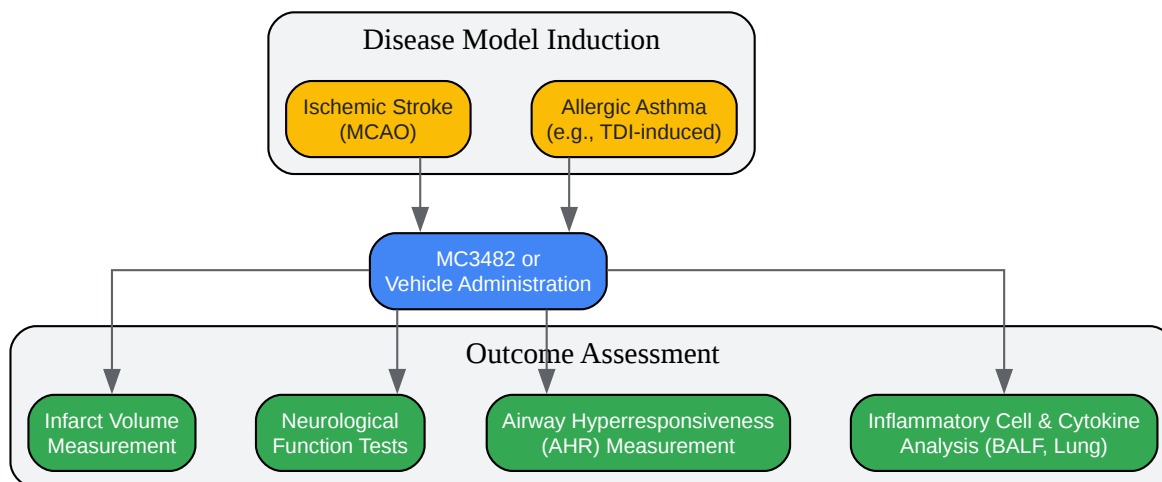 Disease Model Induction
Ischemic Stroke
(MCAO)
Allergic Asthma
(e.g., TDI-induced)
MC3482 or
Vehicle Administration
Outcome Assessment
Infarct Volume
Measurement
Neurological
Function Tests
Airway Hyperresponsiveness
(AHR) Measurement
Inflammatory Cell & Cytokine
Analysis (BALF, Lung)